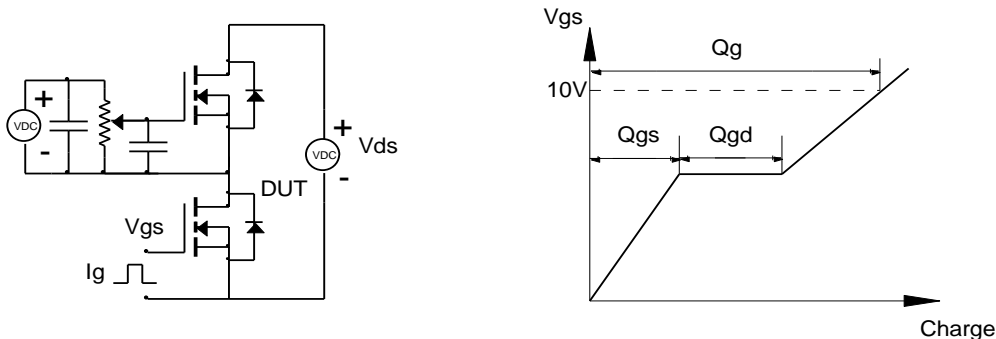 +
VDC
-
+
VDC
-
Vds
DUT
Vgs
Ig
Vgs
Qg
10V
Qgs
Qgd
Charge